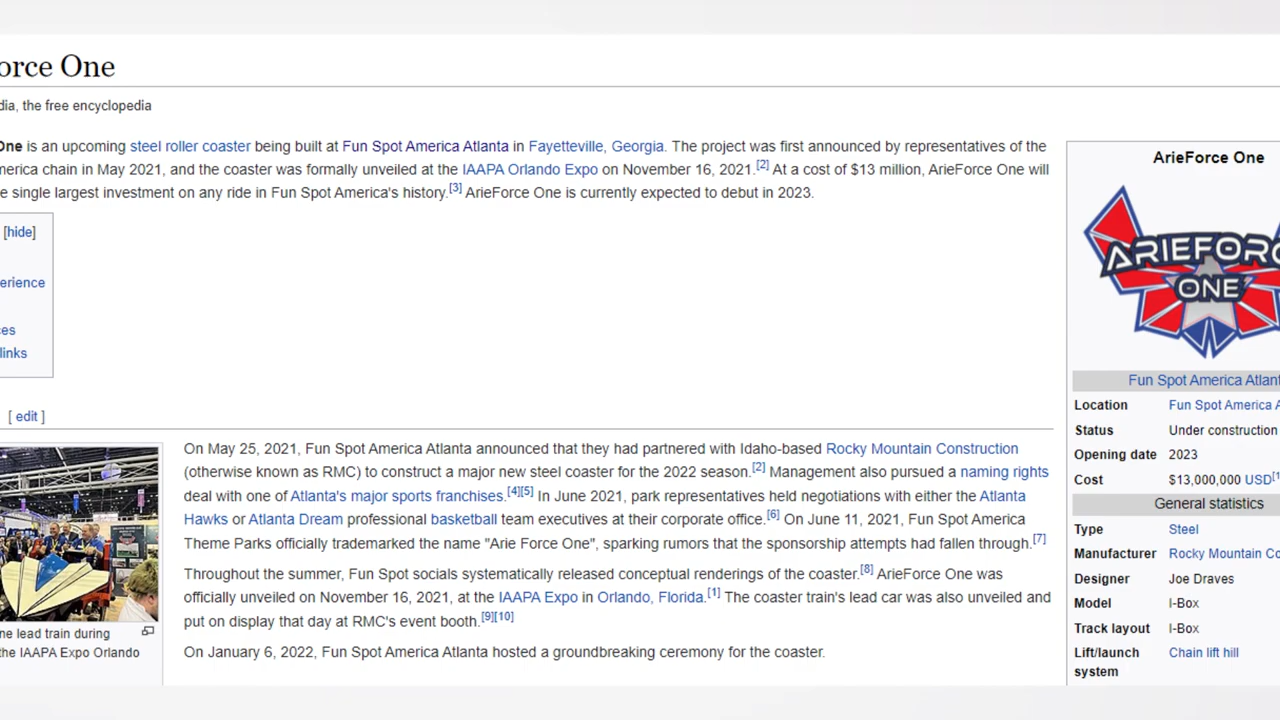 orce One
dia, the free encyclopedia
One is an upcoming steel roller coaster being built at Fun Spot America Atlanta in Fayetteville, Georgia. The project was first announced by representatives of the
merica chain in May 2021, and the coaster was formally unveiled at the IAAPA Orlando Expo on November 16, 2021.[2] At a cost of $13 million, ArieForce One will
e single largest investment on any ride in Fun Spot America's history.[3] ArieForce One is currently expected to debut in 2023.
[hide]
erience
ces
links
[ edit ]
On May 25, 2021, Fun Spot America Atlanta announced that they had partnered with Idaho-based Rocky Mountain Construction
(otherwise known as RMC) to construct a major new steel coaster for the 2022 season.[2] Management also pursued a naming rights
deal with one of Atlanta's major sports franchises.[4][5] In June 2021, park representatives held negotiations with either the Atlanta
Hawks or Atlanta Dream professional basketball team executives at their corporate office.[6] On June 11, 2021, Fun Spot America
Theme Parks officially trademarked the name "Arie Force One", sparking rumors that the sponsorship attempts had fallen through.[7]
Throughout the summer, Fun Spot socials systematically released conceptual renderings of the coaster.[8] ArieForce One was
officially unveiled on November 16, 2021, at the IAAPA Expo in Orlando, Florida.[1] The coaster train's lead car was also unveiled and
put on display that day at RMC's event booth.[9][10]
On January 6, 2022, Fun Spot America Atlanta hosted a groundbreaking ceremony for the coaster.
ne lead train during
the IAAPA Expo Orlando
ArieForce One
ARIEFORC
ONE
Fun Spot America Atlant
Location Fun Spot America A
Status Under construction
Opening date 2023
Cost $13,000,000 USD[1
General statistics
Type Steel
Manufacturer Rocky Mountain Co
Designer Joe Draves
Model I-Box
Track layout I-Box
Lift/launch Chain lift hill
system